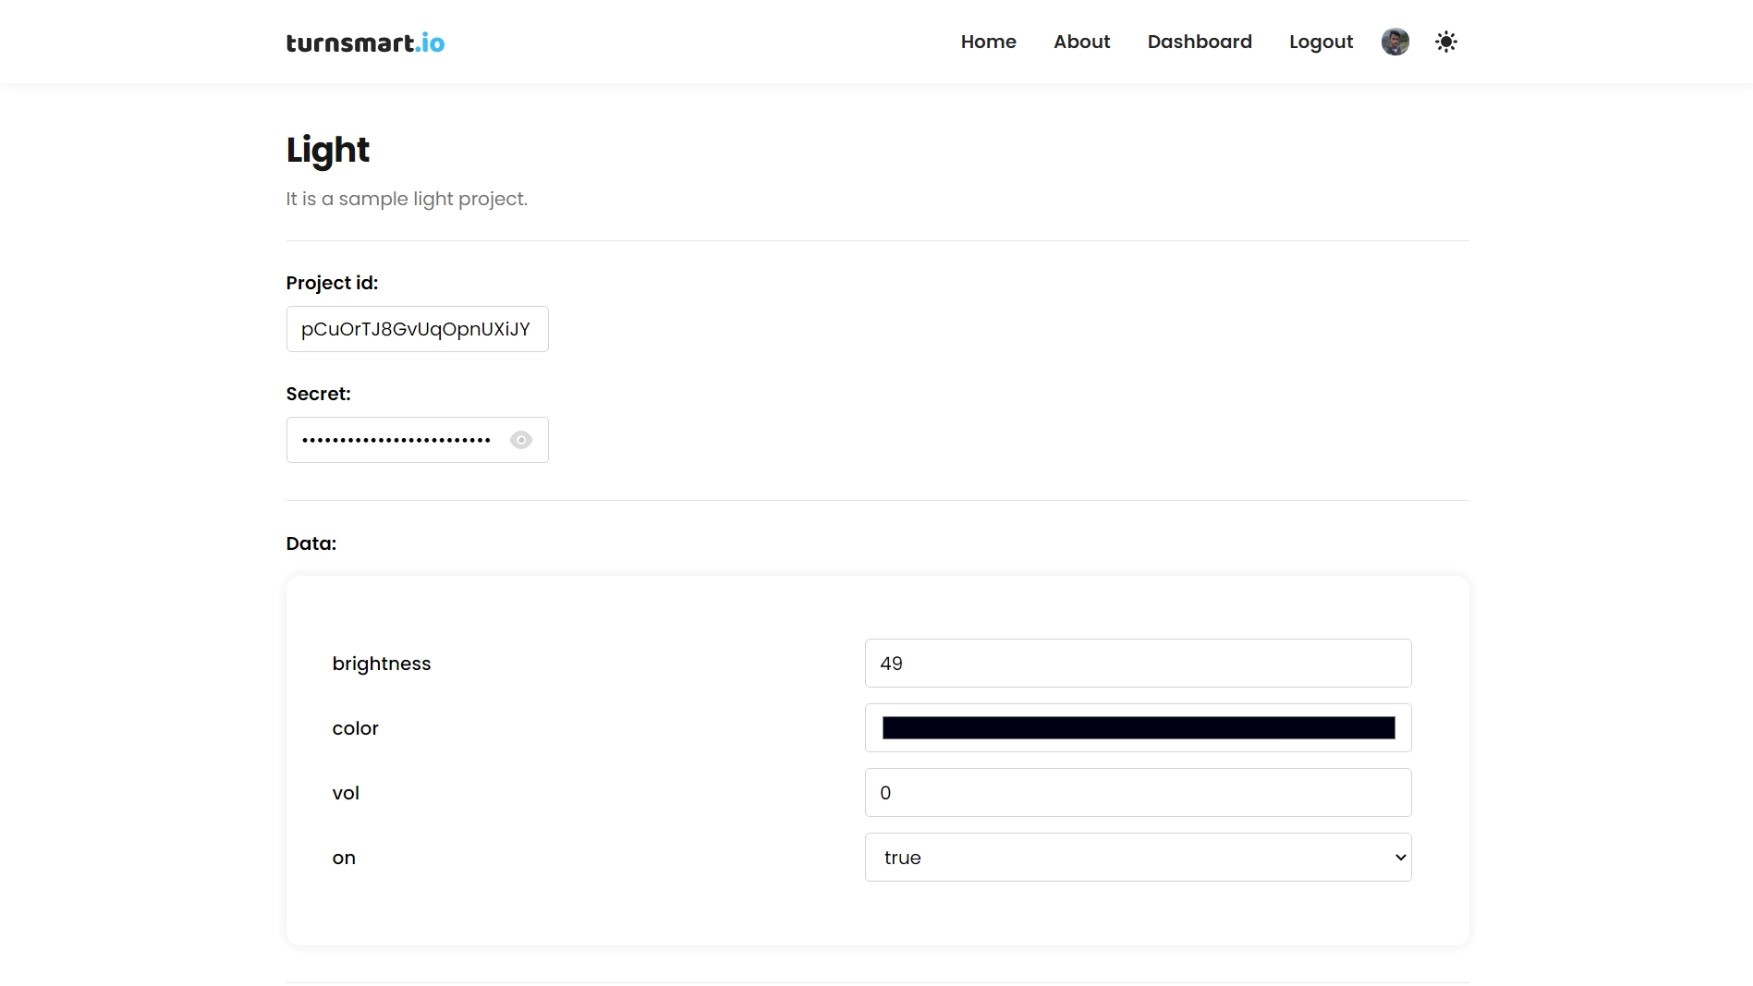 turnsmart.io
Home About Dashboard Logout
Light
It is a sample light project.
Project id:
pCuOrTJ8GvUqOpnUXiJY
Secret:
•••••••••••••••••••••••••
Data:
brightness 49
color
vol 0
on true